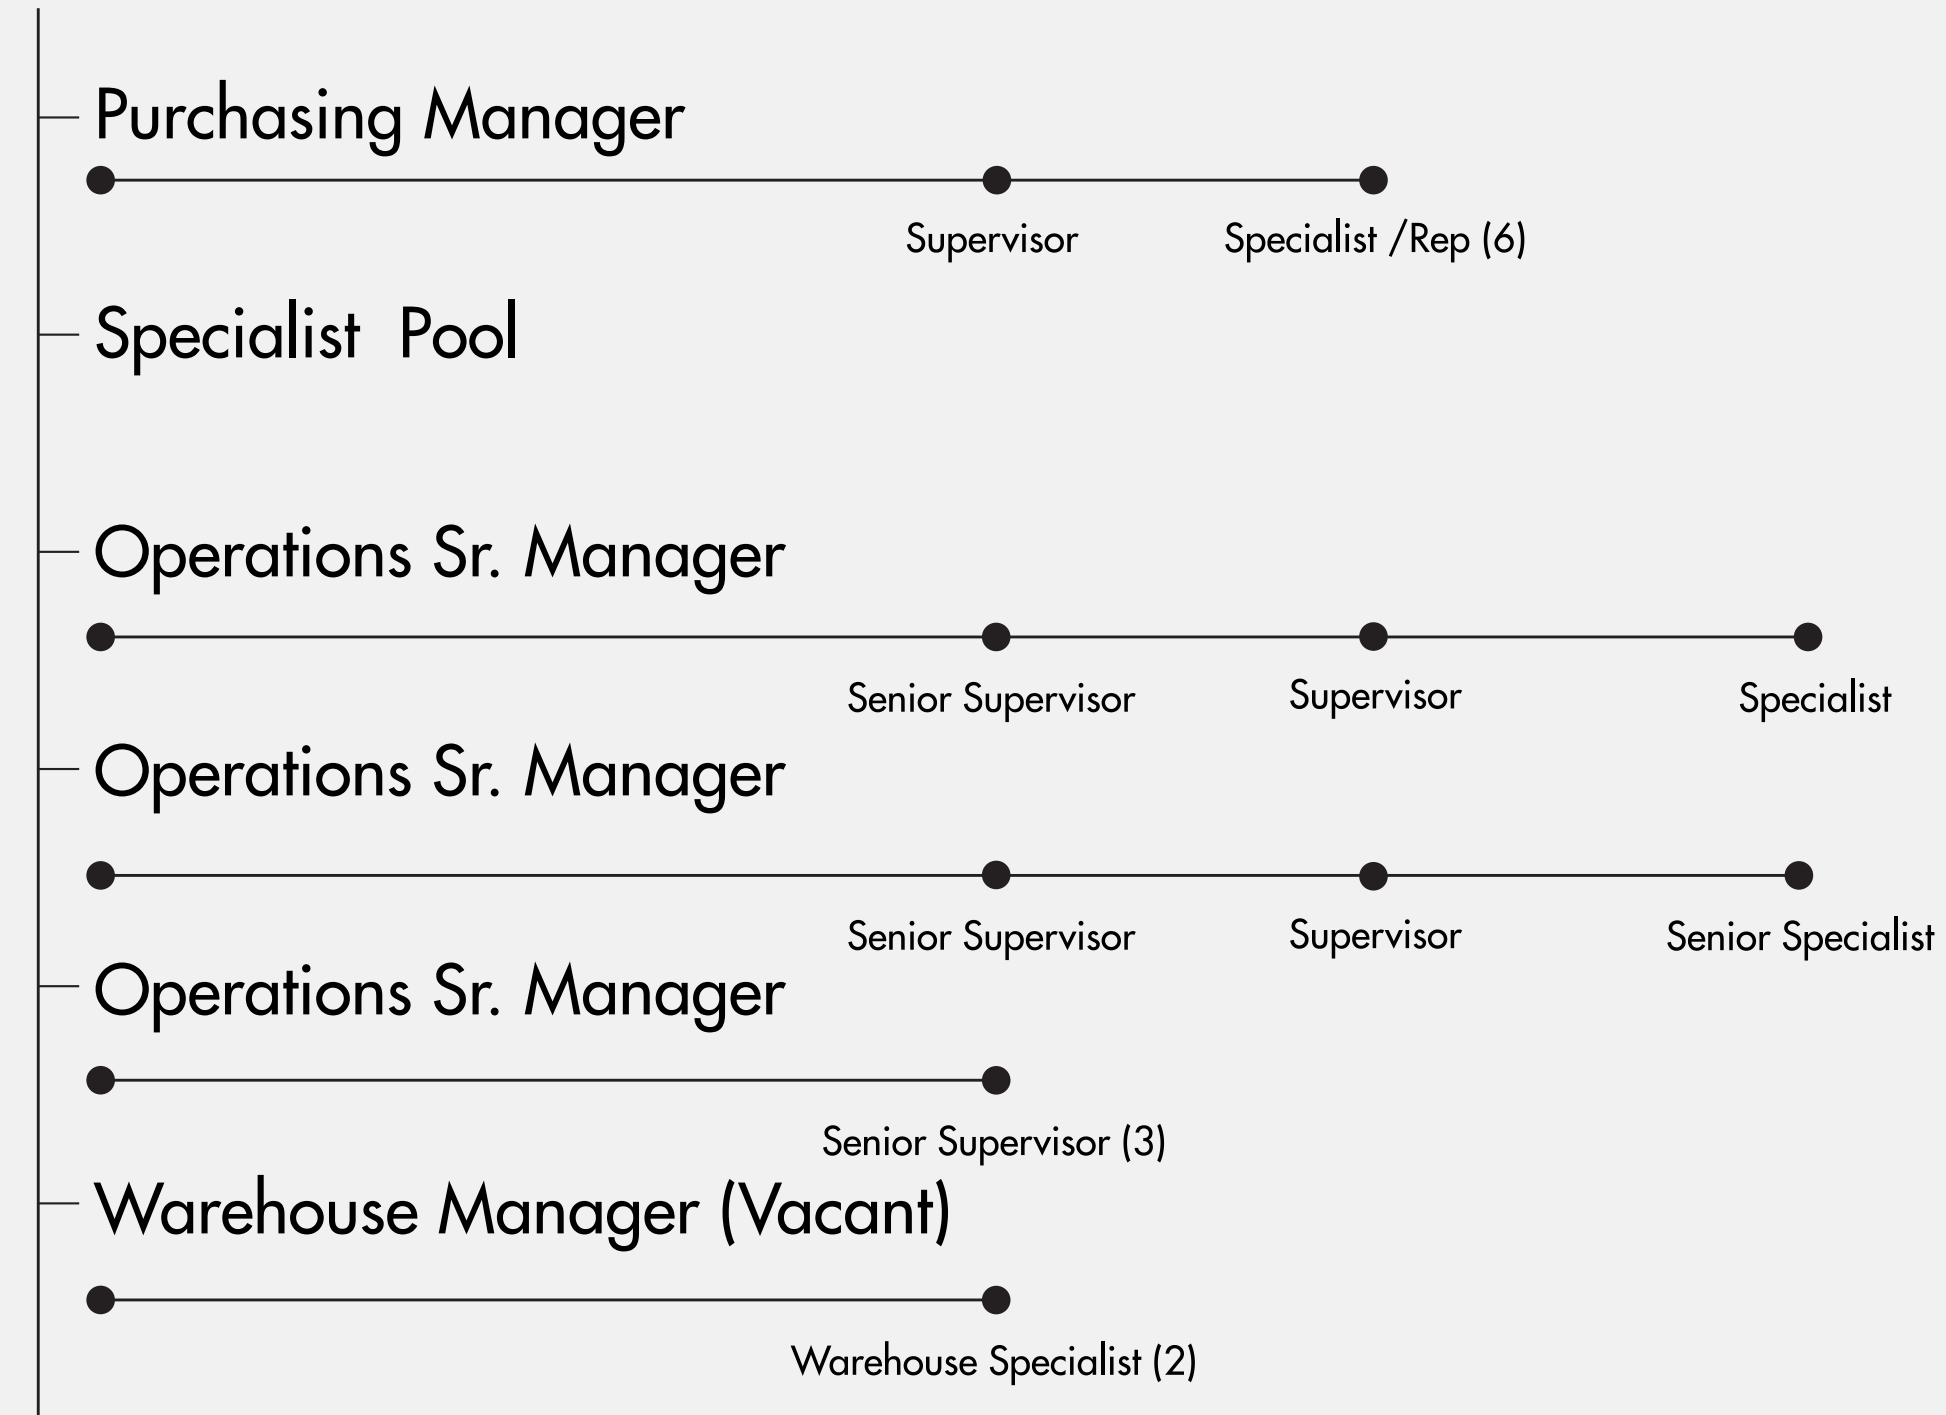 Purchasing Manager
Supervisor
Specialist /Rep (6)
Specialist  Pool
Operations Sr. Manager
Senior Supervisor
Supervisor
Specialist
Operations Sr. Manager
Senior Supervisor
Supervisor
Senior Specialist
Operations Sr. Manager
Senior Supervisor (3)
Warehouse Manager (Vacant)
Warehouse Specialist (2)